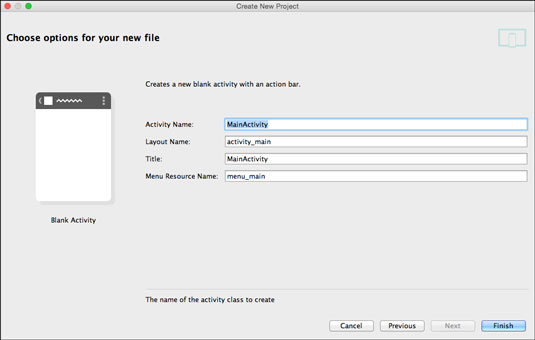 Create New Project
Choose options for your new file
Creates a new blank activity with an action bar.
Activity Name: MainActivity
Layout Name: activity_main
Title: MainActivity
Menu Resource Name: menu_main
Blank Activity
The name of the activity class to create
Cancel Previous Next Finish